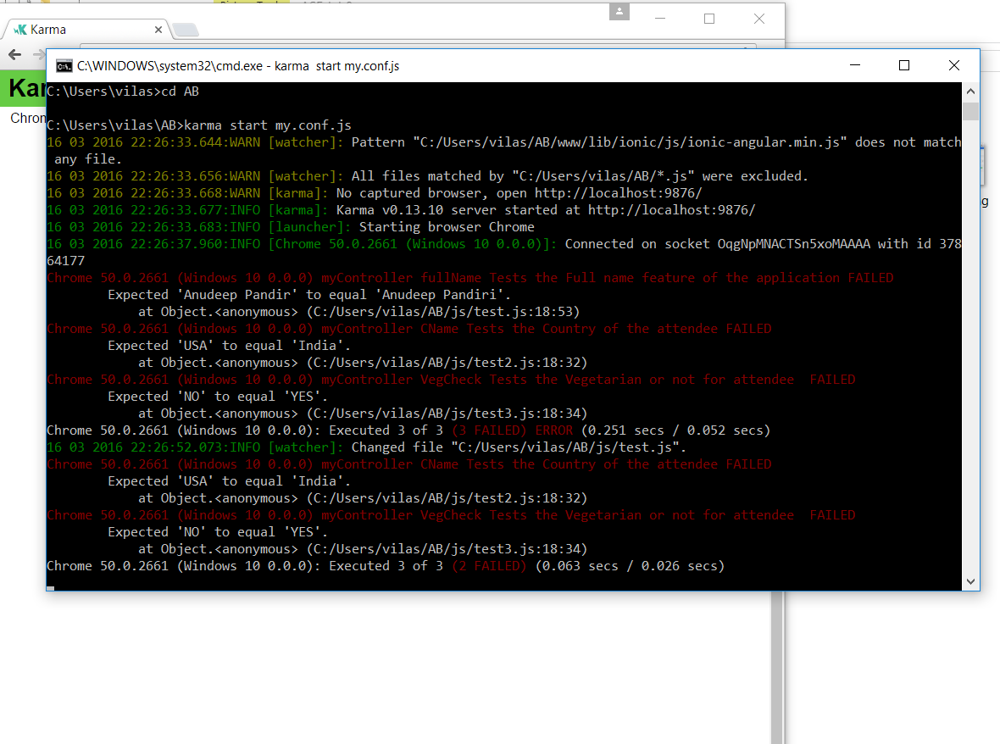 Karma
C:\WINDOWS\system32\cmd.exe - karma  start my.conf.js
Kar
Chron
C:\Users\vilas>cd AB
C:\Users\vilas\AB>karma start my.conf.js
16 03 2016 22:26:33.644:WARN [watcher]: Pattern "C:/Users/vilas/AB/www/lib/ionic/js/ionic-angular.min.js" does not match
 any file.
16 03 2016 22:26:33.656:WARN [watcher]: All files matched by "C:/Users/vilas/AB/*.js" were excluded.
16 03 2016 22:26:33.668:WARN [karma]: No captured browser, open http://localhost:9876/
16 03 2016 22:26:33.677:INFO [karma]: Karma v0.13.10 server started at http://localhost:9876/
16 03 2016 22:26:33.683:INFO [launcher]: Starting browser Chrome
16 03 2016 22:26:37.960:INFO [Chrome 50.0.2661 (Windows 10 0.0.0)]: Connected on socket OqgNpMNACTSn5xoMAAAA with id 378
64177
Chrome 50.0.2661 (Windows 10 0.0.0) myController fullName Tests the Full name feature of the application FAILED
        Expected 'Anudeep Pandir' to equal 'Anudeep Pandiri'.
            at Object.<anonymous> (C:/Users/vilas/AB/js/test.js:18:53)
Chrome 50.0.2661 (Windows 10 0.0.0) myController CName Tests the Country of the attendee FAILED
        Expected 'USA' to equal 'India'.
            at Object.<anonymous> (C:/Users/vilas/AB/js/test2.js:18:32)
Chrome 50.0.2661 (Windows 10 0.0.0) myController VegCheck Tests the Vegetarian or not for attendee  FAILED
        Expected 'NO' to equal 'YES'.
            at Object.<anonymous> (C:/Users/vilas/AB/js/test3.js:18:34)
Chrome 50.0.2661 (Windows 10 0.0.0): Executed 3 of 3 (3 FAILED) ERROR (0.251 secs / 0.052 secs)
16 03 2016 22:26:52.073:INFO [watcher]: Changed file "C:/Users/vilas/AB/js/test.js".
Chrome 50.0.2661 (Windows 10 0.0.0) myController CName Tests the Country of the attendee FAILED
        Expected 'USA' to equal 'India'.
            at Object.<anonymous> (C:/Users/vilas/AB/js/test2.js:18:32)
Chrome 50.0.2661 (Windows 10 0.0.0) myController VegCheck Tests the Vegetarian or not for attendee  FAILED
        Expected 'NO' to equal 'YES'.
            at Object.<anonymous> (C:/Users/vilas/AB/js/test3.js:18:34)
Chrome 50.0.2661 (Windows 10 0.0.0): Executed 3 of 3 (2 FAILED) (0.063 secs / 0.026 secs)